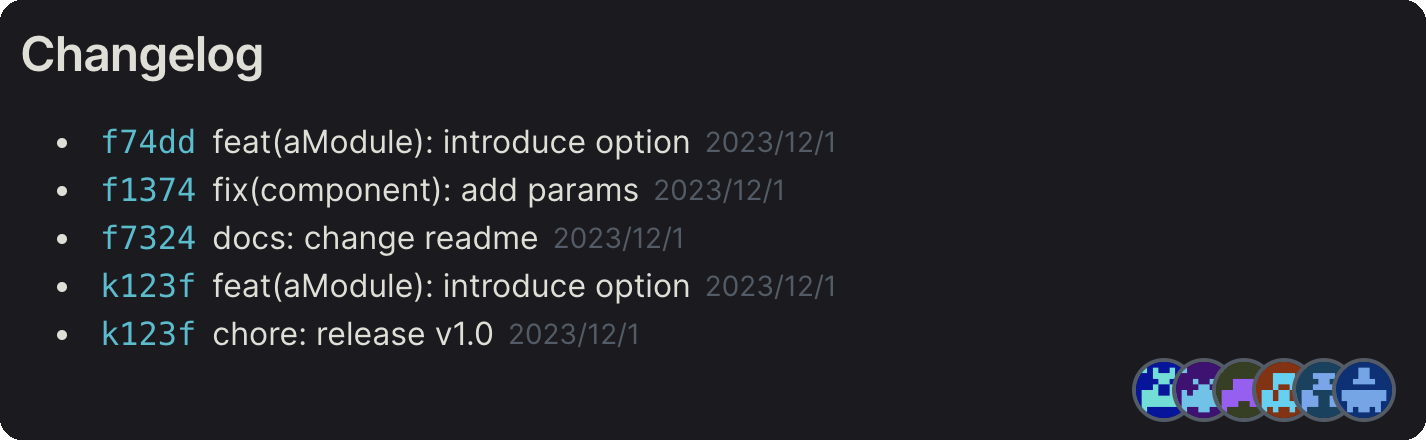 Changelog
• f74dd feat(aModule): introduce option 2023/12/1
• f1374 fix(component): add params 2023/12/1
• f7324 docs: change readme 2023/12/1
• k123f feat(aModule): introduce option 2023/12/1
• k123f chore: release v1.0 2023/12/1